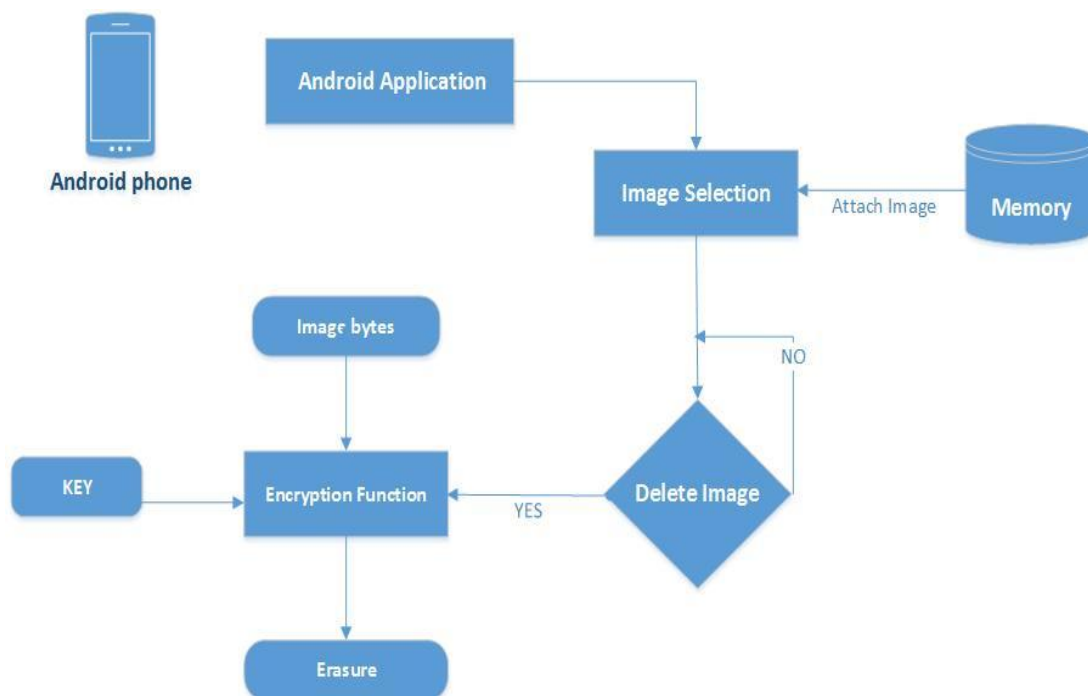 Android Application
Android phone
Image Selection
Attach Image
Memory
Image bytes
NO
KEY
Encryption Function
YES
Delete Image
Erasure